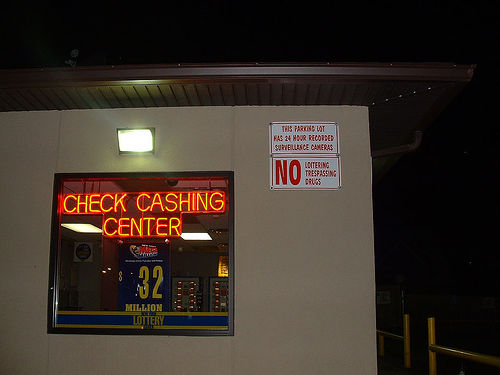 THIS PARKING LOT
HAS 24 HOUR RECORDED
SURVEILLANCE CAMERAS
NO
LOITERING
TRESPASSING
DRUGS
CHECK CASHING
CENTER
$ 32
MILLION
LOTTERY